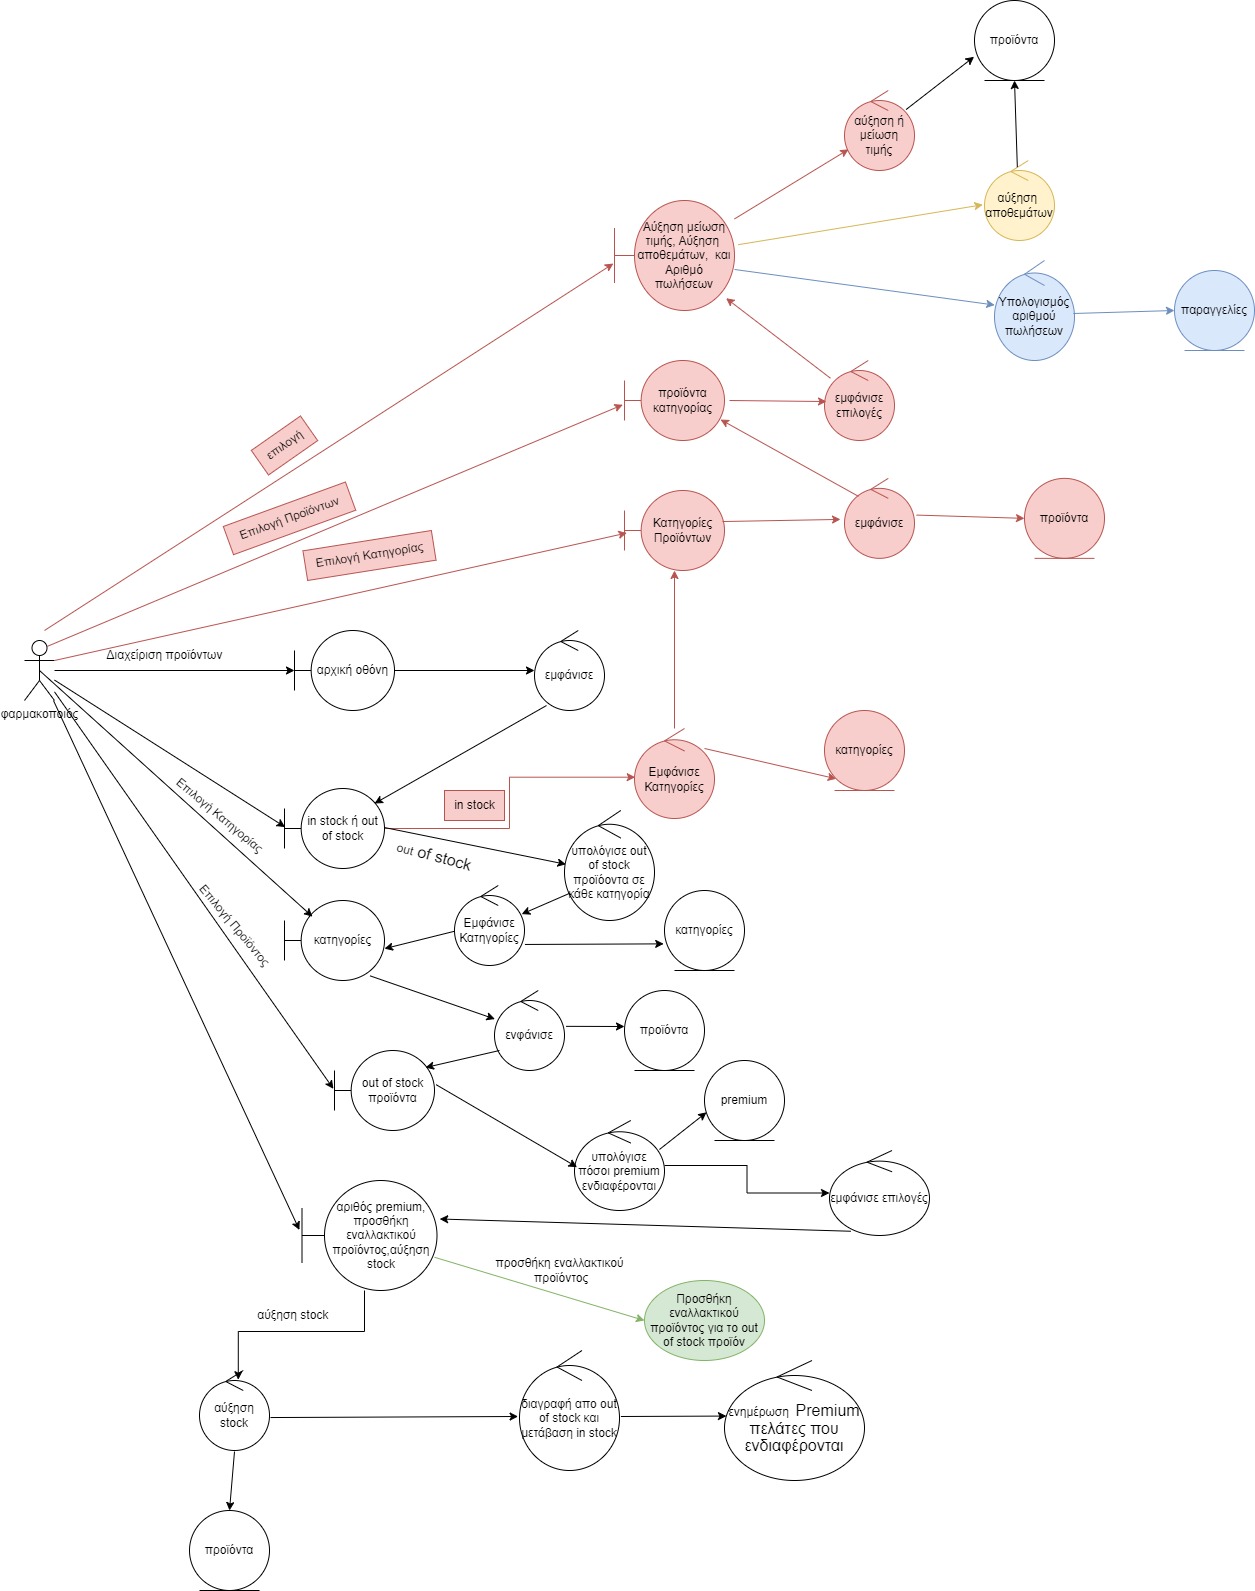 προϊόντα
αύξηση ή
μείωση
τιμής
αύξηση
αποθεμάτων
Αύξηση μείωση
τιμής, Αύξηση
αποθεμάτων,  και
Αριθμό
πωλήσεων
Υπολογισμός
αριθμού
πωλήσεων
παραγγελίες
προϊόντα
κατηγορίας
εμφάνισε
επιλογές
επιλογή
Επιλογή Προϊόντων
Επιλογή Κατηγορίας
Κατηγορίες
Προϊόντων
εμφάνισε
προϊόντα
Διαχείριση προϊόντων
αρχική οθόνη
εμφάνισε
φαρμακοποιός
Εμφάνισε
Κατηγορίες
κατηγορίες
in stock
in stock ή out
of stock
out of stock
Επιλογή Κατηγορίας
υπολόγισε out
of stock
προϊόοντα σε
κάθε κατηγορία
Εμφάνισε
Κατηγορίες
κατηγορίες
κατηγορίες
Επιλογή Προϊόντος
ενφάνισε
προϊόντα
out of stock
προϊόντα
premium
υπολόγισε
πόσοι premium
ενδιαφέρονται
εμφάνισε επιλογές
αριθός premium,
προσθήκη
εναλλακτικού
προϊόντος,αύξηση
stock
προσθήκη εναλλακτικού
προϊόντος
Προσθήκη
εναλλακτικού
προϊόντος για το out
of stock προϊόν
αύξηση stock
αύξηση
stock
διαγραφή απο out
of stock και
μετάβαση in stock
ενημέρωση  Premium
πελάτες που
ενδιαφέρονται
προϊόντα